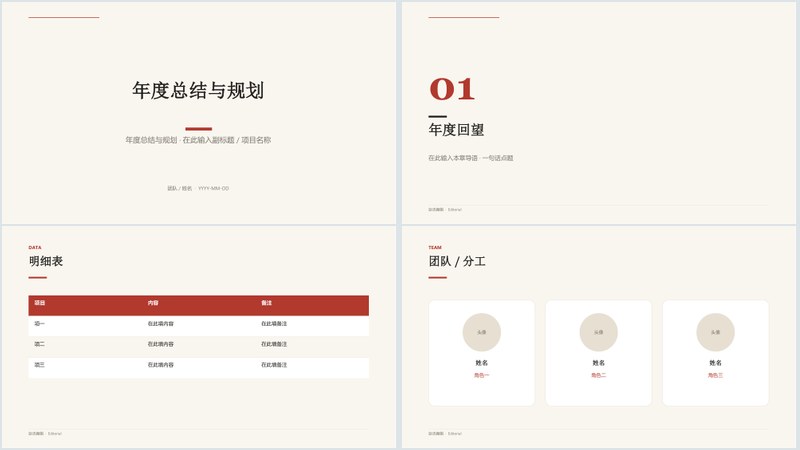 年度总结与规划
年度总结与规划 · 在此输入副标题 / 项目名称
团队 / 姓名 · YYYY-MM-DD
01
年度回望
在此输入本章导语 · 一句话点题
DATA
明细表
项目 内容 备注
项一 在此填内容 在此填备注
项二 在此填内容 在此填备注
项三 在此填内容 在此填备注
TEAM
团队 / 分工
头像 头像 头像
姓名 姓名 姓名
角色一 角色二 角色三